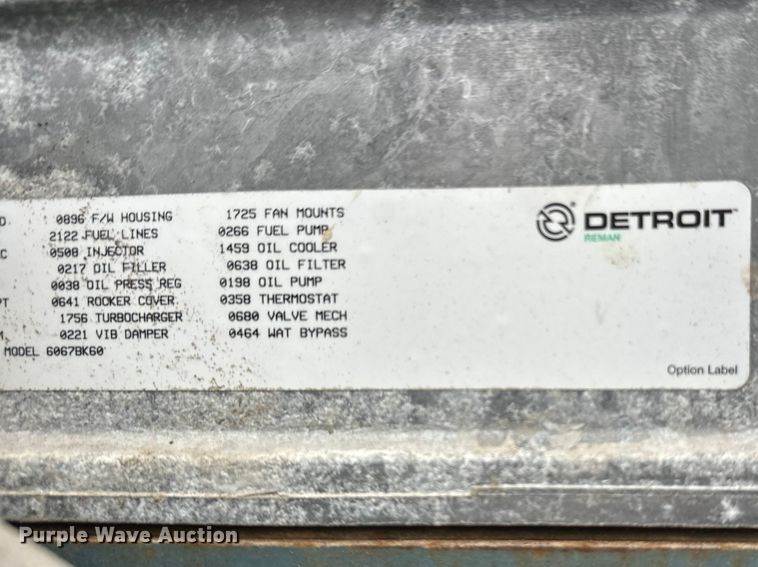 D 0896 F/W HOUSING 1725 FAN MOUNTS
2122 FUEL LINES 0266 FUEL PUMP
C 0508 INJECTOR 1459 OIL COOLER
0217 OIL FILLER 0638 OIL FILTER
0038 OIL PRESS REG 0198 OIL PUMP
PT 0641 ROCKER COVER 0358 THERMOSTAT
1756 TURBOCHARGER 0680 VALVE MECH
0221 VIB DAMPER 0464 WAT BYPASS
MODEL 6067BK60
DETROIT
REMAN
Option Label
Purple Wave Auction